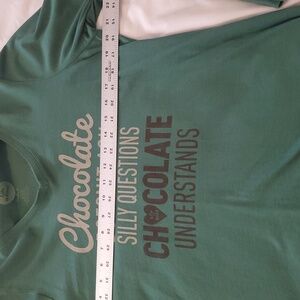 Chocolate
SILLY QUESTIONS
CHOCOLATE
UNDERSTANDS